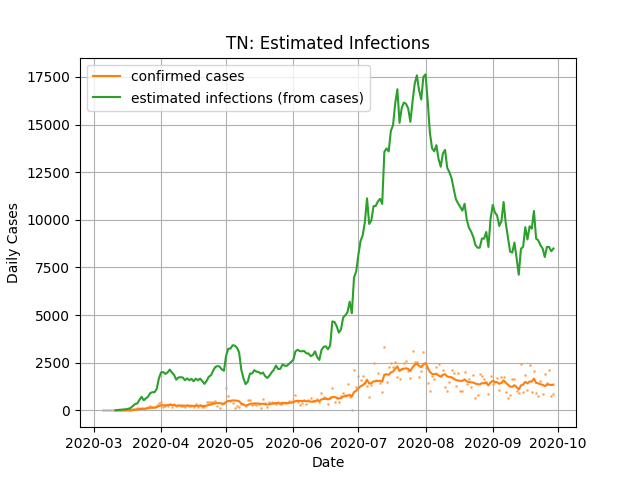 TN: Estimated Infections
confirmed cases
estimated infections (from cases)
17500
15000
12500
10000
7500
5000
2500
0
Daily Cases
2020-03 2020-04 2020-05 2020-06 2020-07 2020-08 2020-09 2020-10
Date